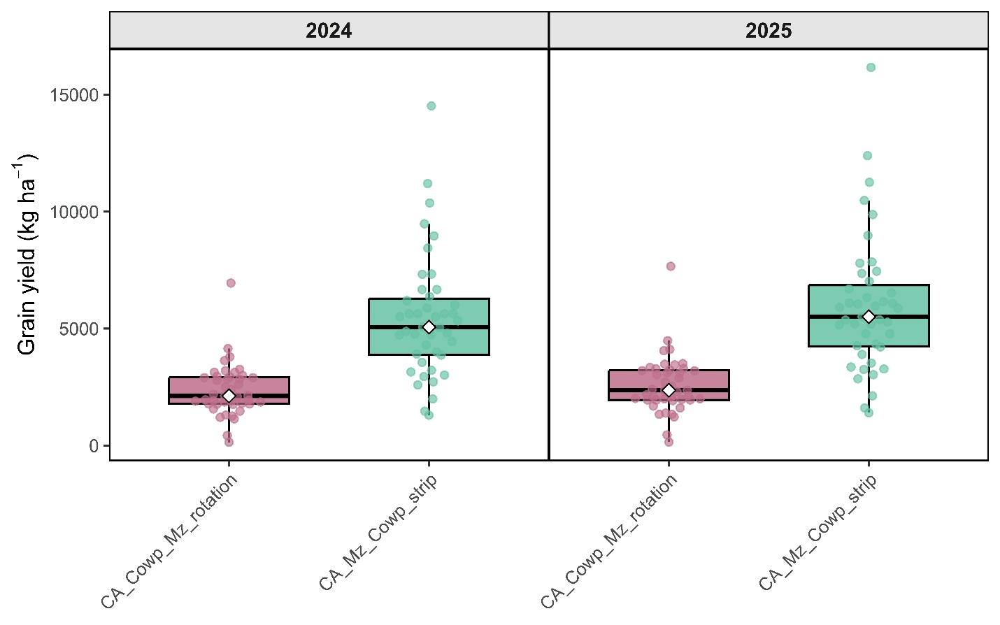 2024
2025
Grain yield (kg ha⁻¹)
15000
10000
5000
0
CA_Cowp_Mz_rotation
CA_Mz_Cowp_strip
CA_Cowp_Mz_rotation
CA_Mz_Cowp_strip